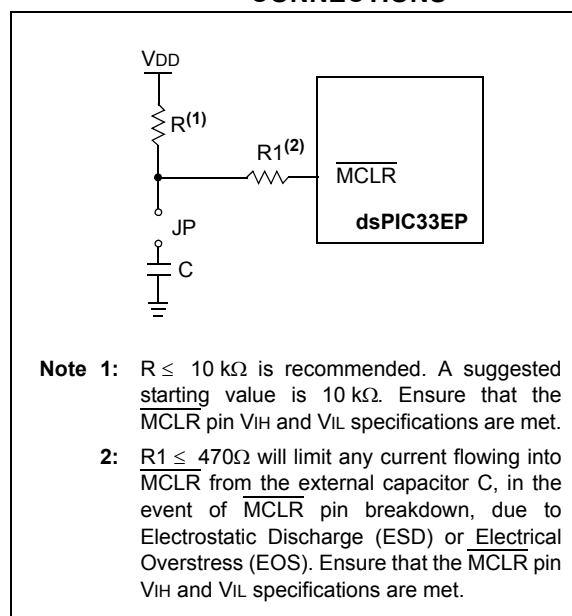 CONNECTIONS
VDD
R(1)
R1(2)
MCLR
dsPIC33EP
JP
C
Note 1: R ≤ 10 kΩ is recommended. A suggested
starting value is 10 kΩ. Ensure that the
MCLR pin VIH and VIL specifications are met.
2: R1 ≤ 470Ω will limit any current flowing into
MCLR from the external capacitor C, in the
event of MCLR pin breakdown, due to
Electrostatic Discharge (ESD) or Electrical
Overstress (EOS). Ensure that the MCLR pin
VIH and VIL specifications are met.